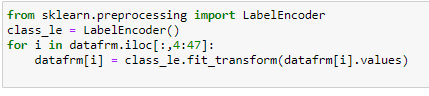 from sklearn.preprocessing import LabelEncoder
class_le = LabelEncoder()
for i in datafrm.iloc[:,4:47]:
    datafrm[i] = class_le.fit_transform(datafrm[i].values)